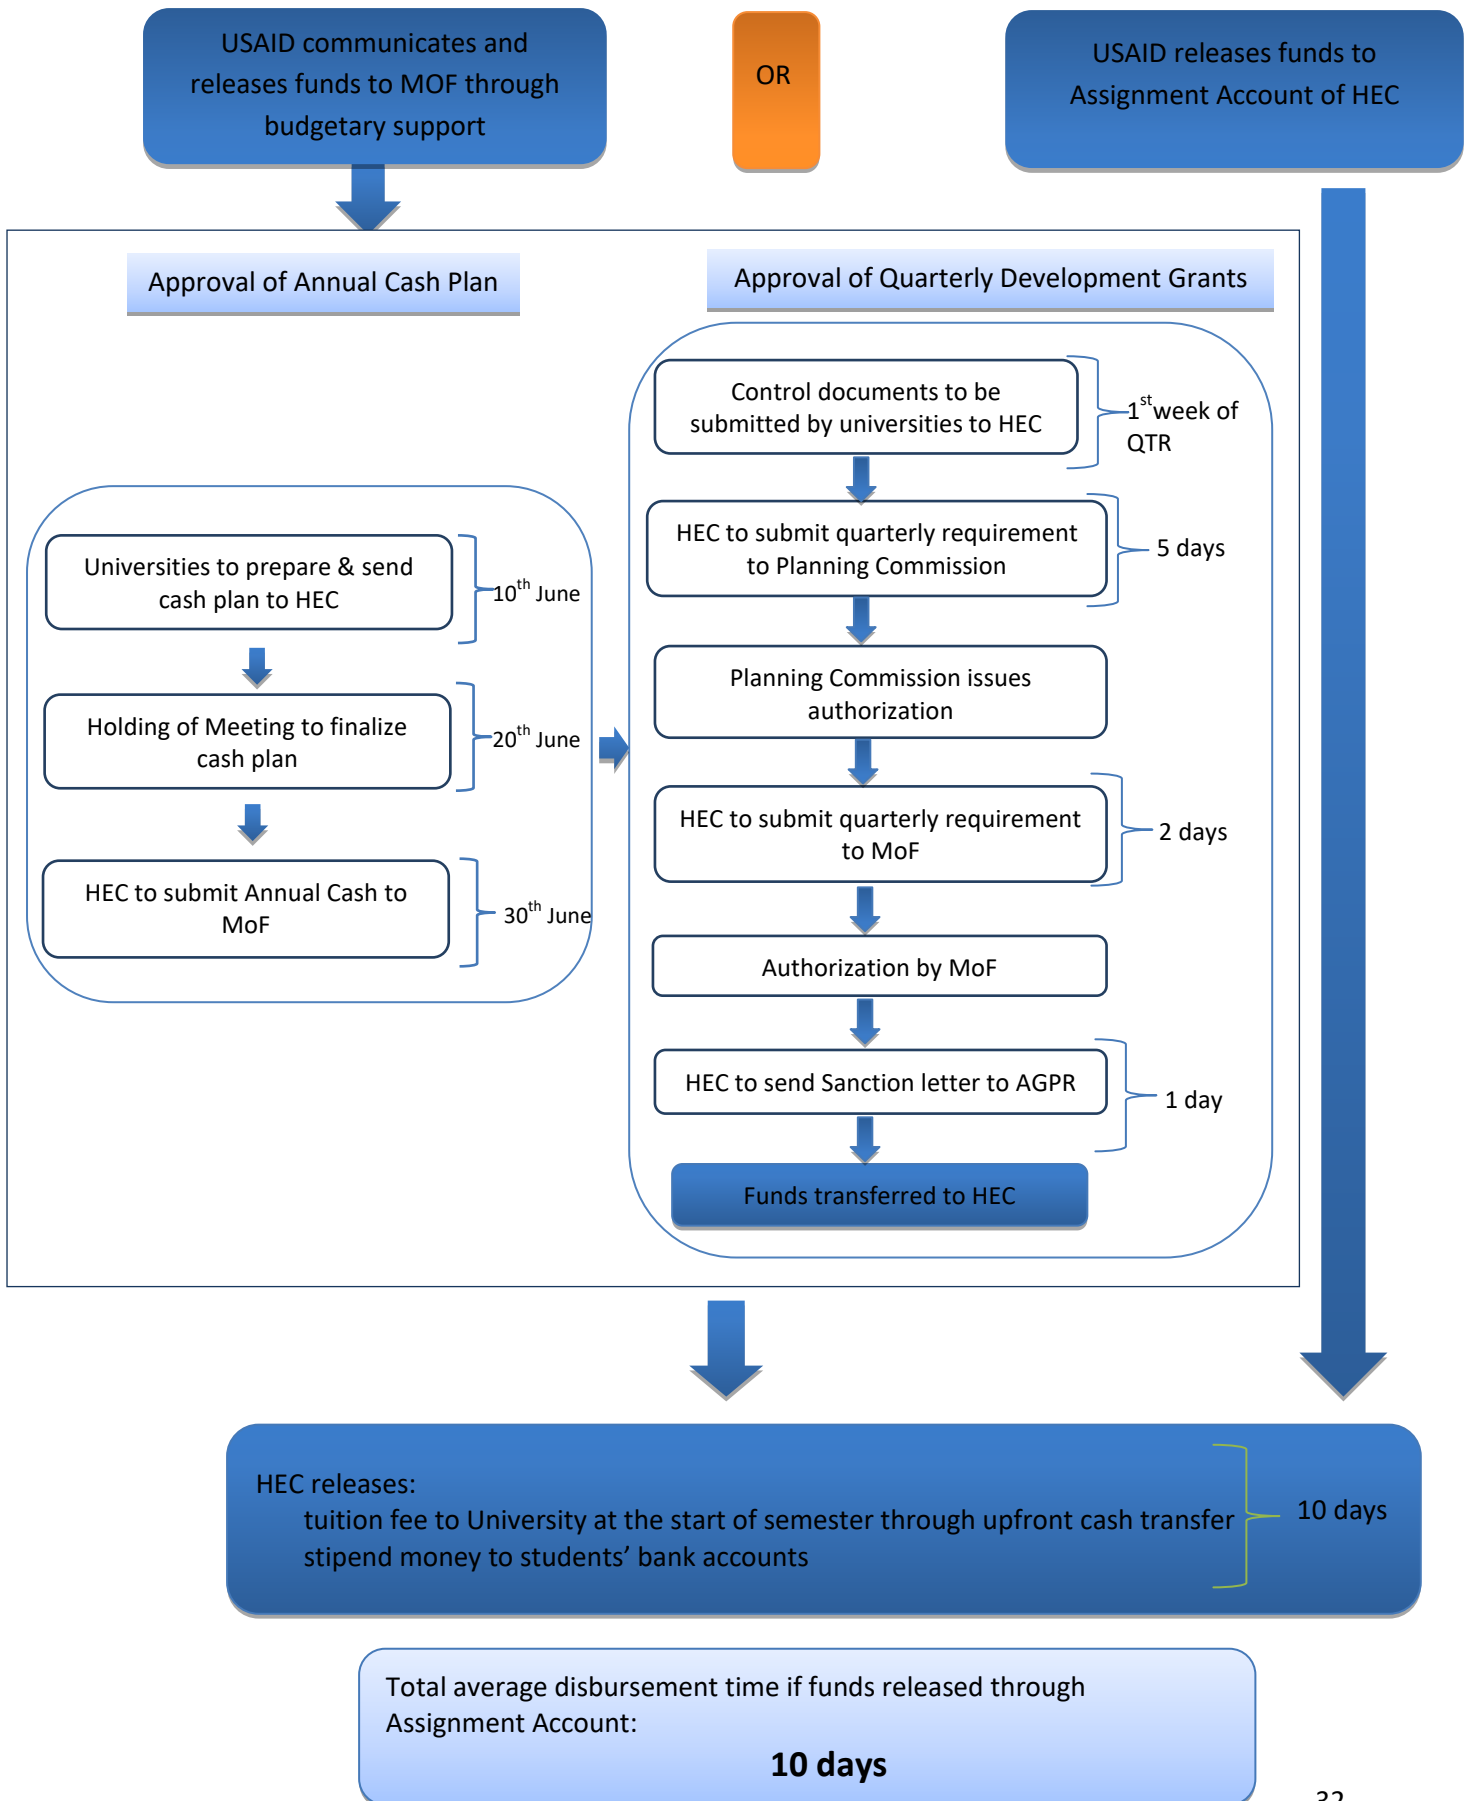 USAID communicates and
releases funds to MOF through
budgetary support
OR
USAID releases funds to
Assignment Account of HEC
Approval of Annual Cash Plan
Universities to prepare & send
cash plan to HEC
10th June
Holding of Meeting to finalize
cash plan
20th June
HEC to submit Annual Cash to
MoF
30th June
Approval of Quarterly Development Grants
Control documents to be
submitted by universities to HEC
1st week of
QTR
HEC to submit quarterly requirement
to Planning Commission
5 days
Planning Commission issues
authorization
HEC to submit quarterly requirement
to MoF
2 days
Authorization by MoF
HEC to send Sanction letter to AGPR
1 day
Funds transferred to HEC
HEC releases:
tuition fee to University at the start of semester through upfront cash transfer
stipend money to students’ bank accounts
10 days
Total average disbursement time if funds released through
Assignment Account:
10 days
32